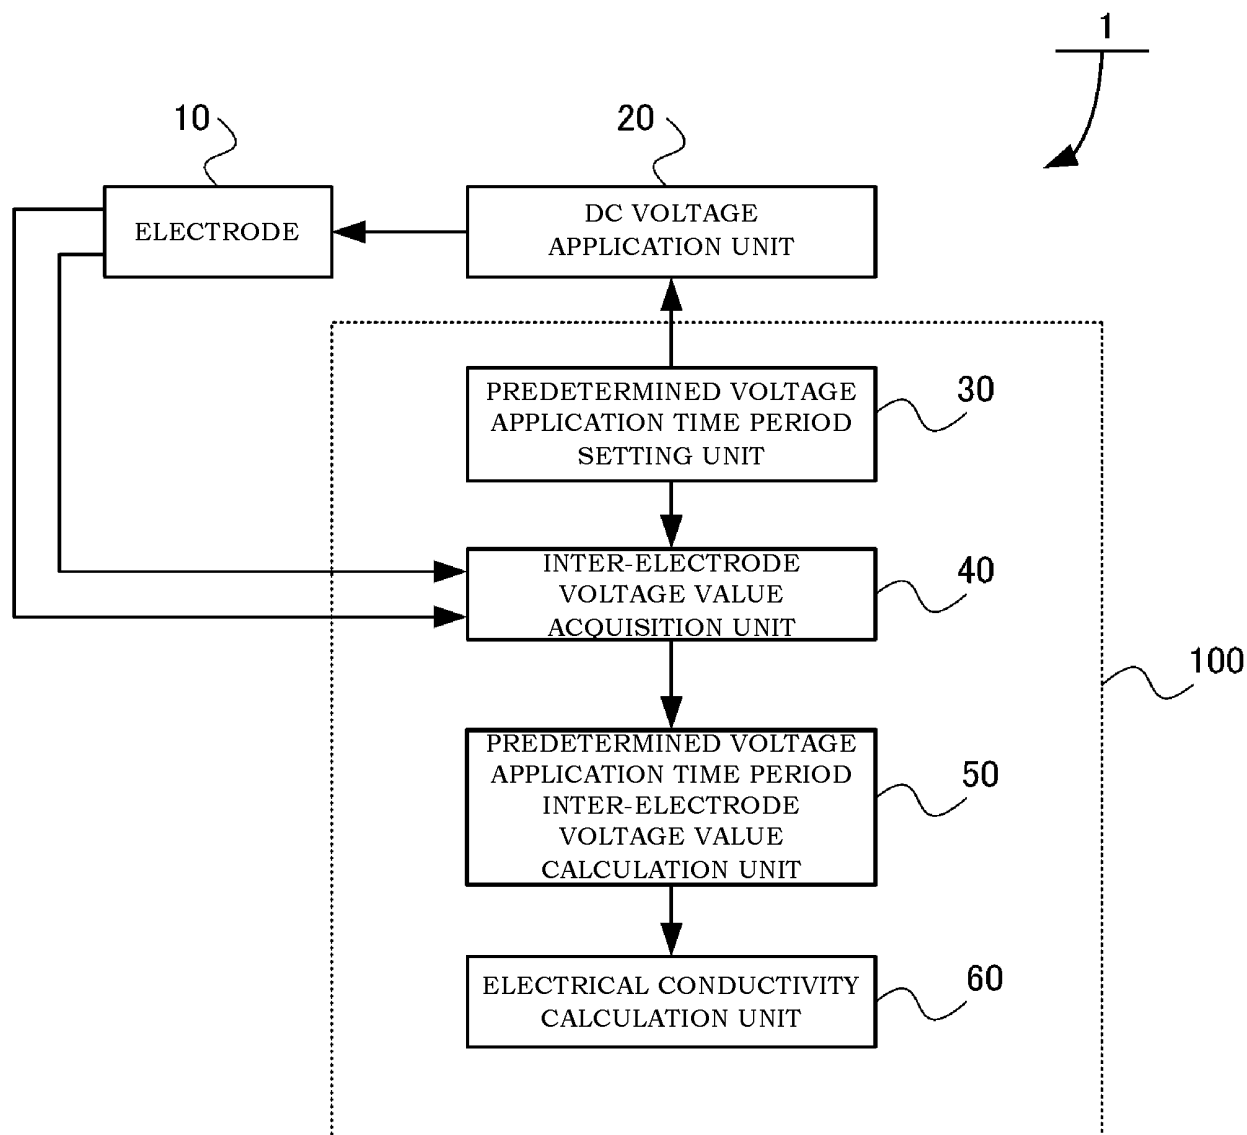 1
10
20
ELECTRODE
DC VOLTAGE
APPLICATION UNIT
PREDETERMINED VOLTAGE
APPLICATION TIME PERIOD
SETTING UNIT
30
INTER-ELECTRODE
VOLTAGE VALUE
ACQUISITION UNIT
40
100
PREDETERMINED VOLTAGE
APPLICATION TIME PERIOD
INTER-ELECTRODE
VOLTAGE VALUE
CALCULATION UNIT
50
ELECTRICAL CONDUCTIVITY
CALCULATION UNIT
60